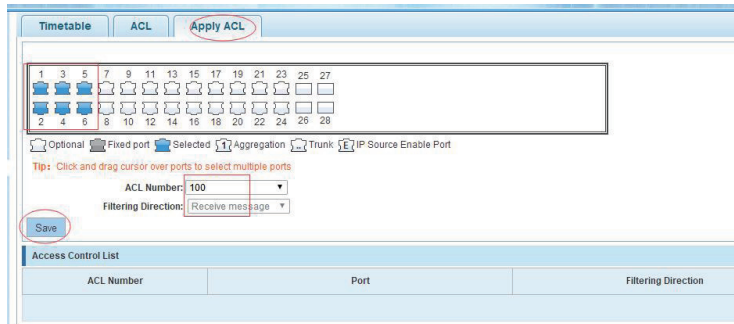 Timetable ACL Apply ACL
1 3 5 7 9 11 13 15 17 19 21 23 25 27
2 4 6 8 10 12 14 16 18 20 22 24 26 28
Optional Fixed port Selected 1 Aggregation Trunk E IP Source Enable Port
Tip: Click and drag cursor over ports to select multiple ports
ACL Number: 100
Filtering Direction: Receive message
Save
Access Control List
ACL Number Port Filtering Direction